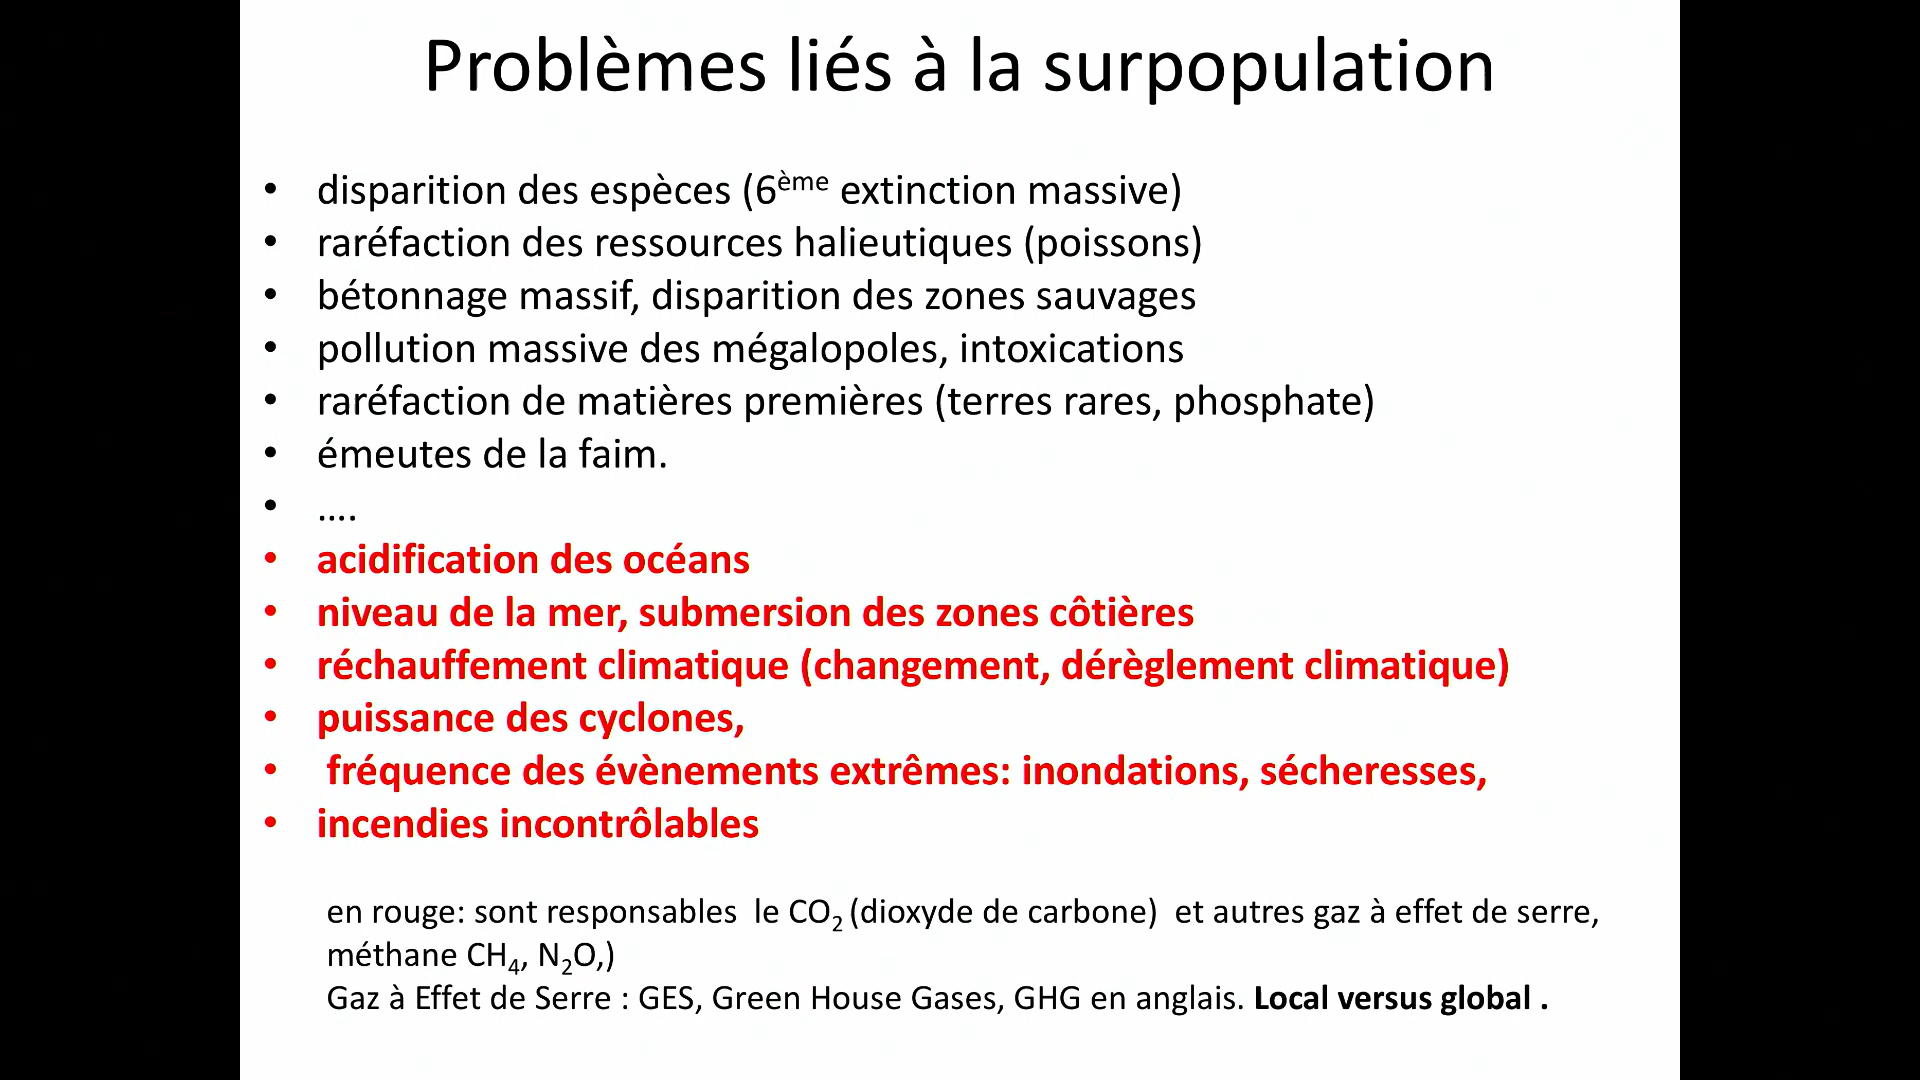 Problèmes liés à la surpopulation
• disparition des espèces (6ème extinction massive)
• raréfaction des ressources halieutiques (poissons)
• bétonnage massif, disparition des zones sauvages
• pollution massive des mégalopoles, intoxications
• raréfaction de matières premières (terres rares, phosphate)
• émeutes de la faim.
• ….
• acidification des océans
• niveau de la mer, submersion des zones côtières
• réchauffement climatique (changement, dérèglement climatique)
• puissance des cyclones,
• fréquence des évènements extrêmes: inondations, sécheresses,
• incendies incontrôlables
en rouge: sont responsables le CO2 (dioxyde de carbone) et autres gaz à effet de serre,
méthane CH4, N2O,)
Gaz à Effet de Serre : GES, Green House Gases, GHG en anglais. Local versus global .